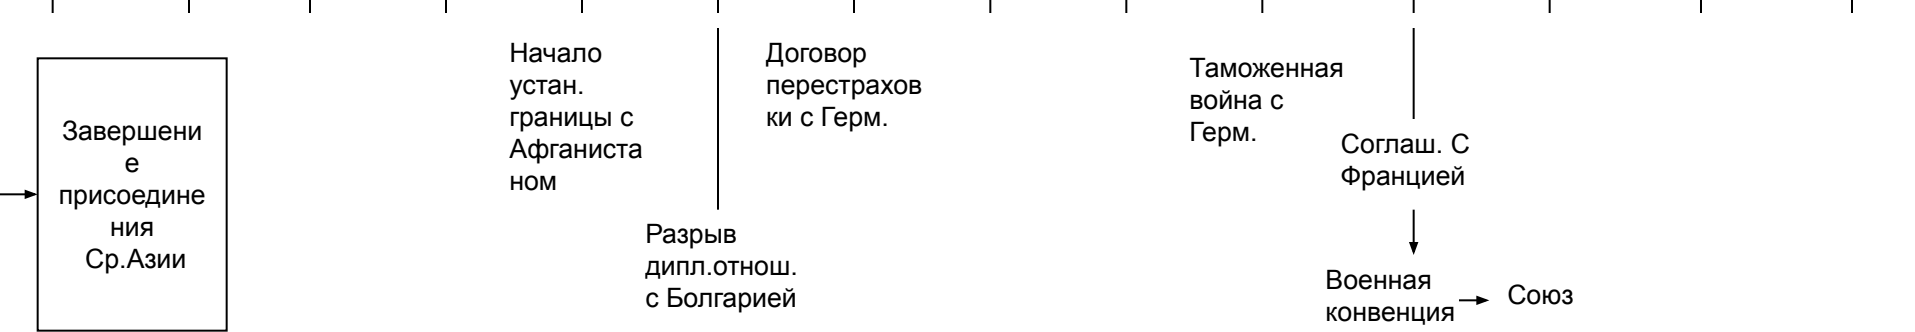 Завершени
е
присоедине
ния
Ср.Азии
Начало
устан.
границы с
Афганиста
ном
Разрыв
дипл.отнош.
с Болгарией
Договор
перестрахов
ки с Герм.
Таможенная
война с
Герм.
Соглаш. С
Францией
Военная
конвенция
Союз